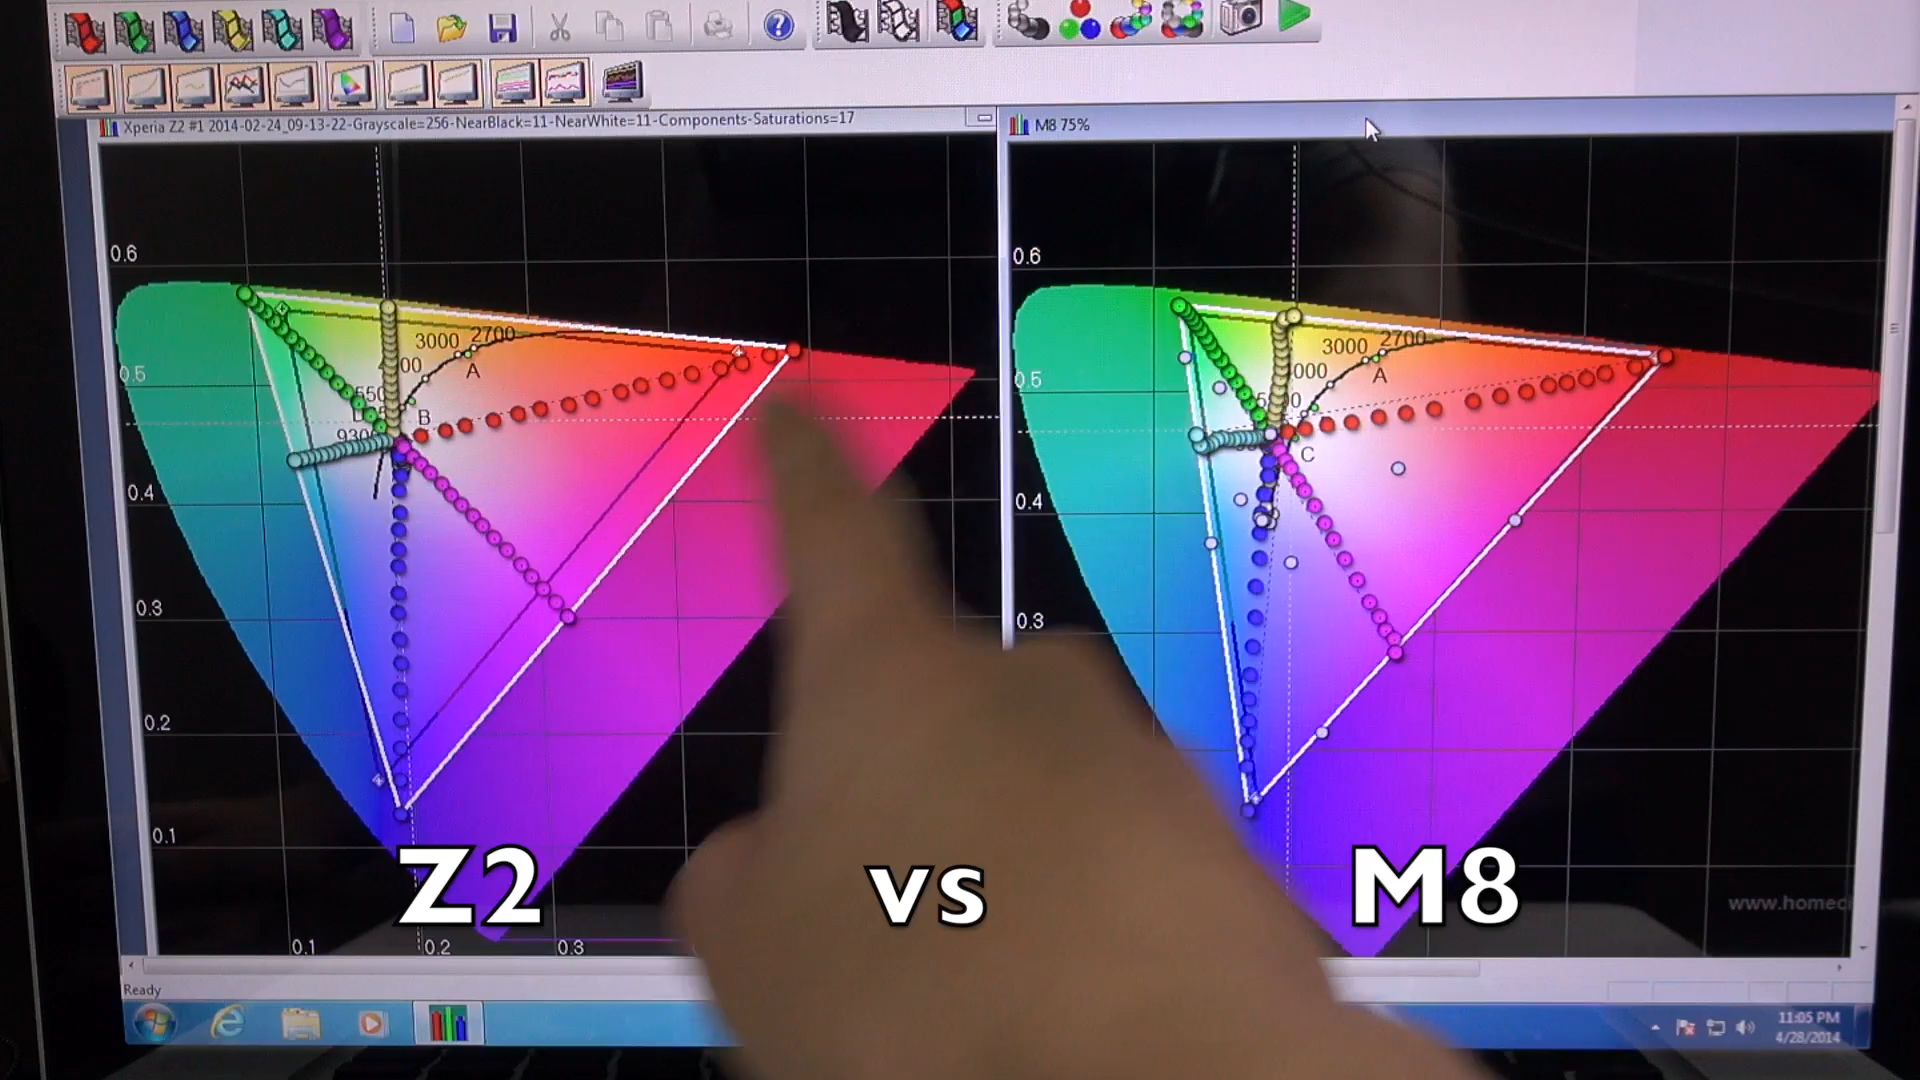 Xperia Z2 #1 2014-02-24_09-13-22-Grayscale=256-NearBlack=11-NearWhite=11-Components-Saturations=17
M8 75%
0.6
0.5
0.4
0.3
0.2
0.1
0.1
0.2
0.3
3000
2700
A
B
9300
0.6
0.5
0.4
0.3
3000
2700
A
C
Z2 vs M8
Ready
11:05 PM
4/28/2014